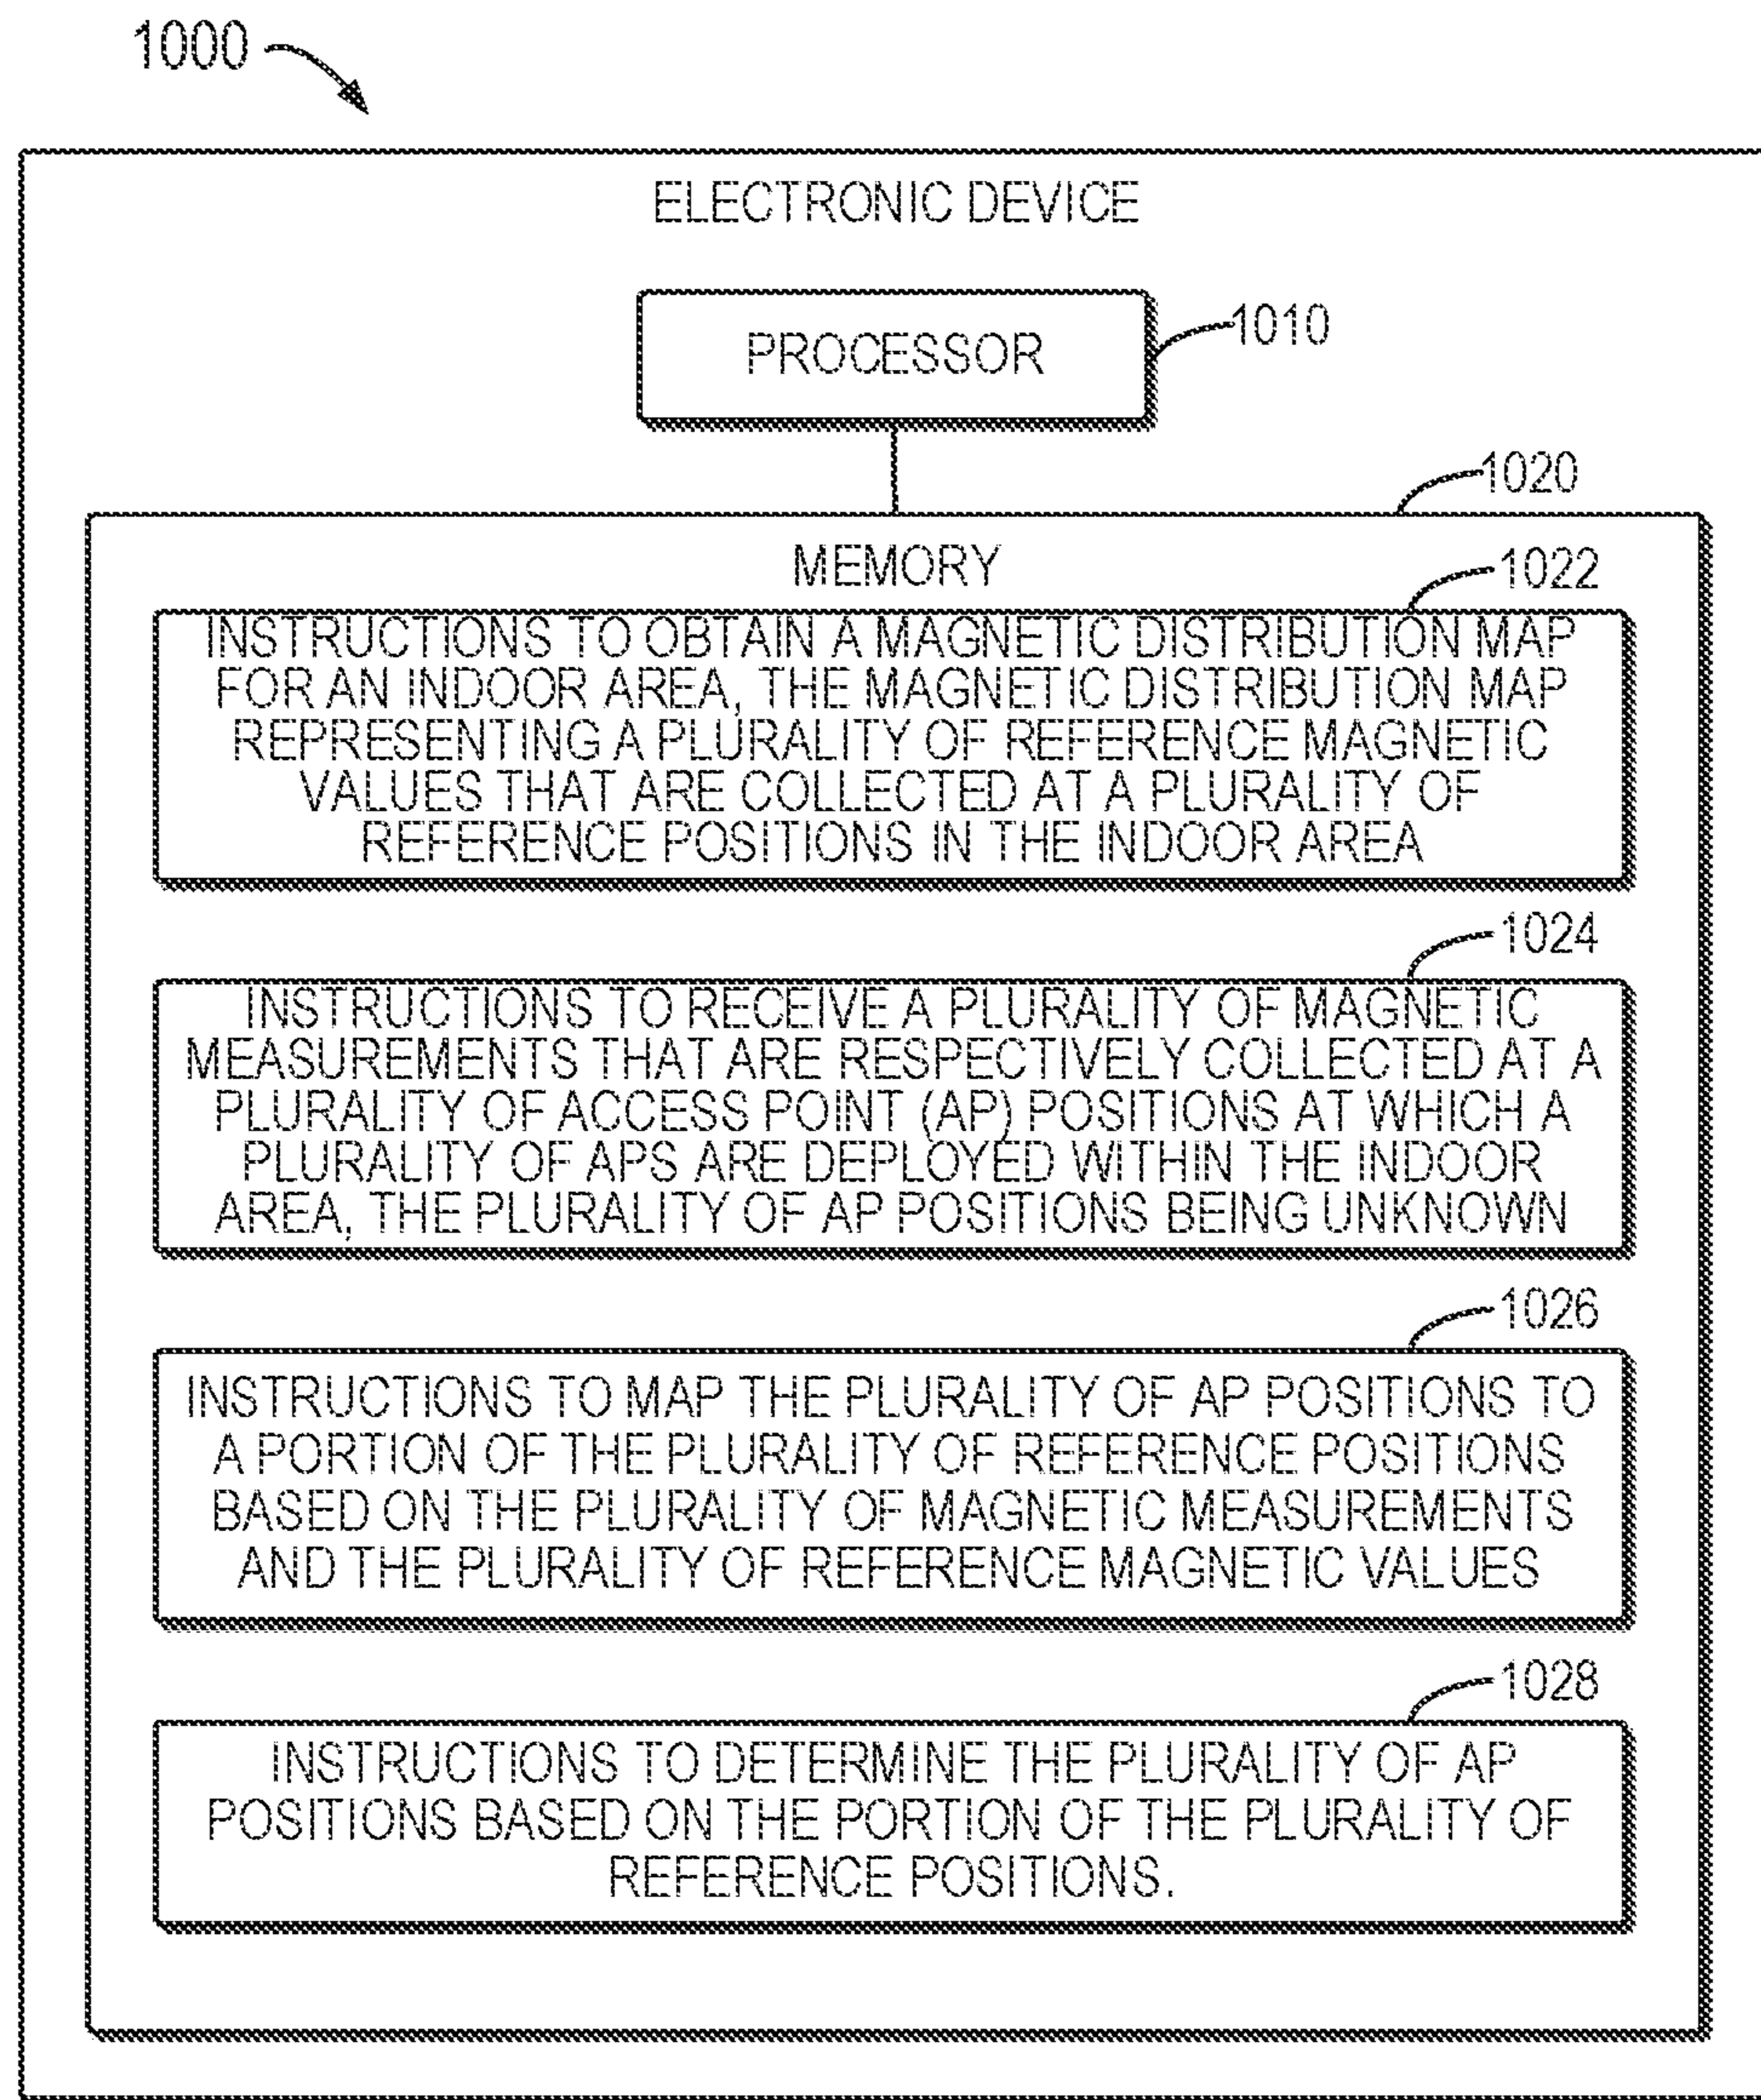 1000
ELECTRONIC DEVICE
PROCESSOR
1010
1020
MEMORY
1022
INSTRUCTIONS TO OBTAIN A MAGNETIC DISTRIBUTION MAP
FOR AN INDOOR AREA, THE MAGNETIC DISTRIBUTION MAP
REPRESENTING A PLURALITY OF REFERENCE MAGNETIC
VALUES THAT ARE COLLECTED AT A PLURALITY OF
REFERENCE POSITIONS IN THE INDOOR AREA
1024
INSTRUCTIONS TO RECEIVE A PLURALITY OF MAGNETIC
MEASUREMENTS THAT ARE RESPECTIVELY COLLECTED AT A
PLURALITY OF ACCESS POINT (AP) POSITIONS AT WHICH A
PLURALITY OF APS ARE DEPLOYED WITHIN THE INDOOR
AREA, THE PLURALITY OF AP POSITIONS BEING UNKNOWN
1026
INSTRUCTIONS TO MAP THE PLURALITY OF AP POSITIONS TO
A PORTION OF THE PLURALITY OF REFERENCE POSITIONS
BASED ON THE PLURALITY OF MAGNETIC MEASUREMENTS
AND THE PLURALITY OF REFERENCE MAGNETIC VALUES
1028
INSTRUCTIONS TO DETERMINE THE PLURALITY OF AP
POSITIONS BASED ON THE PORTION OF THE PLURALITY OF
REFERENCE POSITIONS.